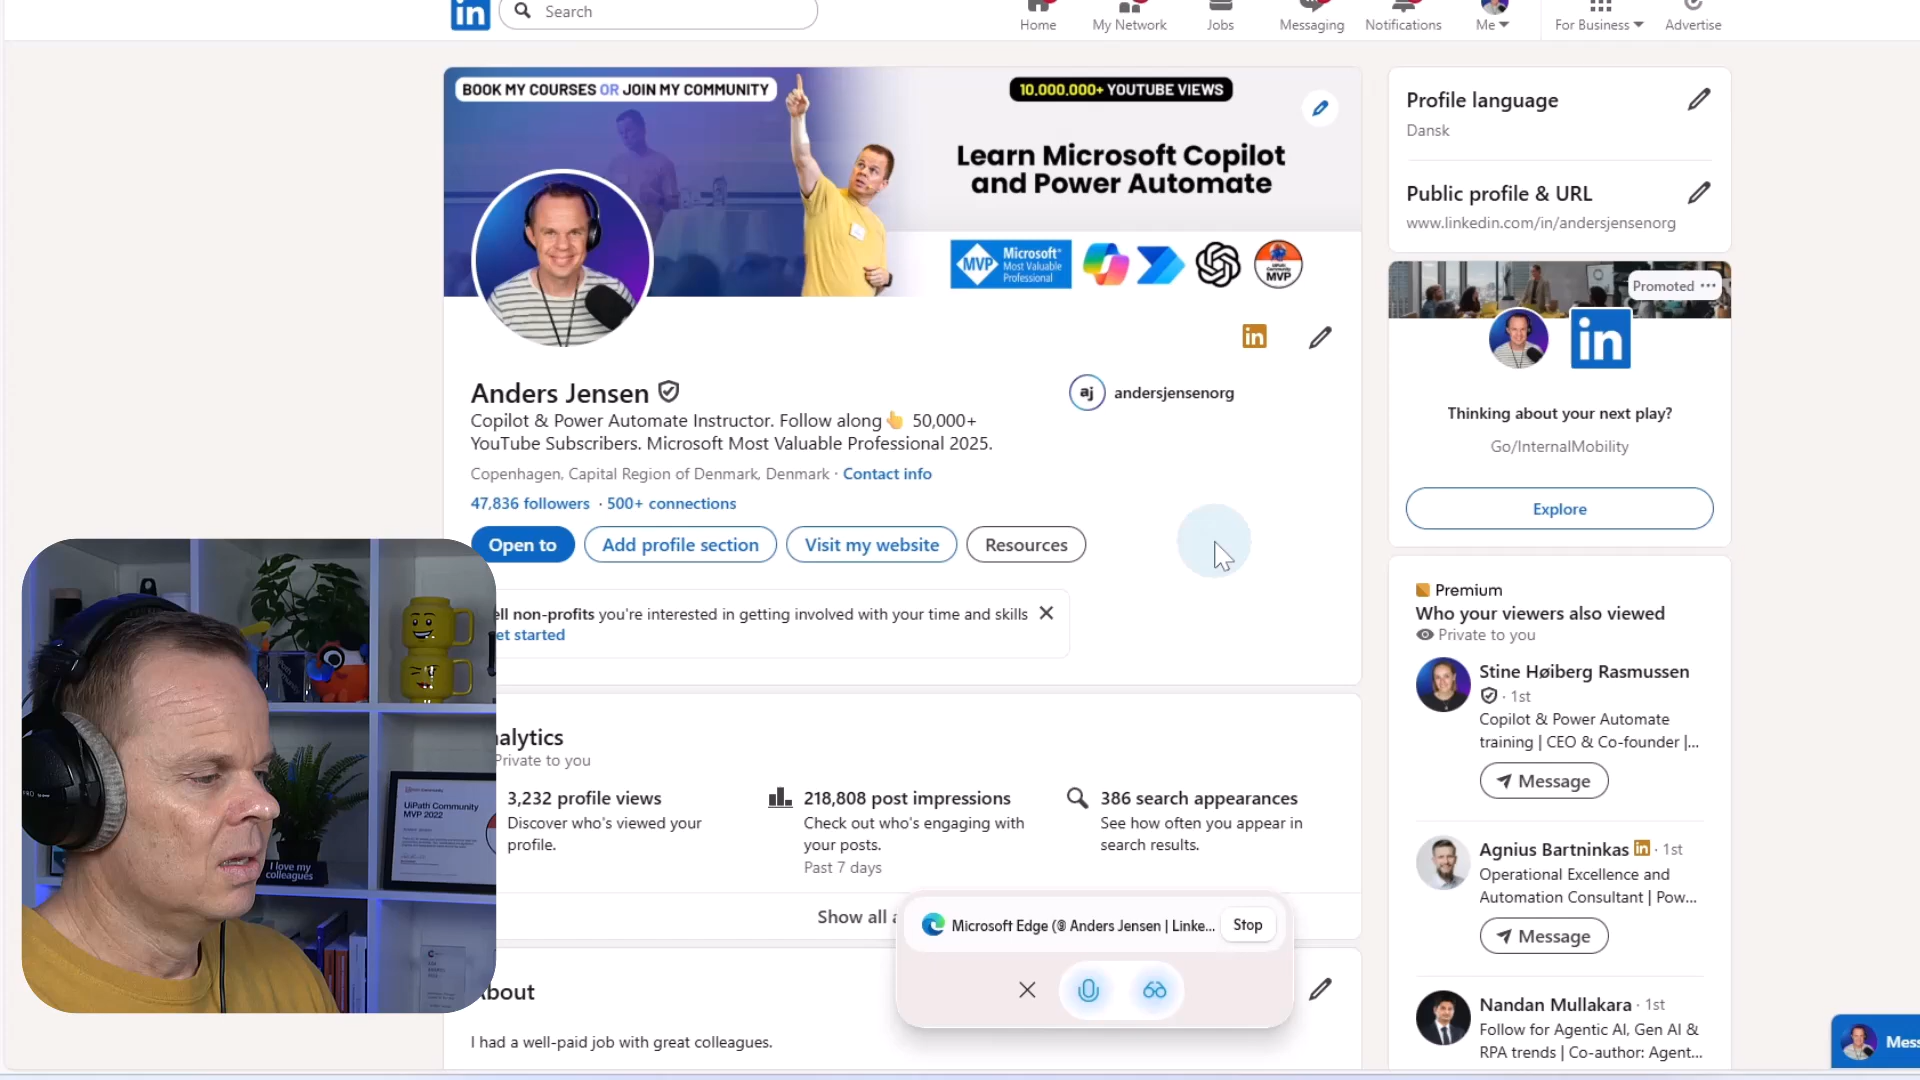 in
Search
Home
My Network
Jobs
Messaging
Notifications
Me
For Business
Advertise
BOOK MY COURSES OR JOIN MY COMMUNITY
10.000.000+ YOUTUBE VIEWS
Learn Microsoft Copilot
and Power Automate
MVP
Microsoft®
Most Valuable
Professional
MVP
in
Anders Jensen
aj andersjensenorg
Copilot & Power Automate Instructor. Follow along👆 50,000+
YouTube Subscribers. Microsoft Most Valuable Professional 2025.
Copenhagen, Capital Region of Denmark, Denmark · Contact info
47,836 followers · 500+ connections
Open to
Add profile section
Visit my website
Resources
ell non-profits you're interested in getting involved with your time and skills
et started
alytics
Private to you
3,232 profile views
Discover who's viewed your
profile.
218,808 post impressions
Check out who's engaging with
your posts.
Past 7 days
386 search appearances
See how often you appear in
search results.
Show all
Microsoft Edge (@ Anders Jensen | Linke...
Stop
bout
I had a well-paid job with great colleagues.
Profile language
Dansk
Public profile & URL
www.linkedin.com/in/andersjensenorg
Promoted ···
in
Thinking about your next play?
Go/InternalMobility
Explore
Premium
Who your viewers also viewed
Private to you
Stine Høiberg Rasmussen
· 1st
Copilot & Power Automate
training | CEO & Co-founder |...
Message
Agnius Bartninkas in · 1st
Operational Excellence and
Automation Consultant | Pow...
Message
Nandan Mullakara · 1st
Follow for Agentic AI, Gen AI &
RPA trends | Co-author: Agent...
Mess
UiPath Community
MVP 2022
I love my
colleagues